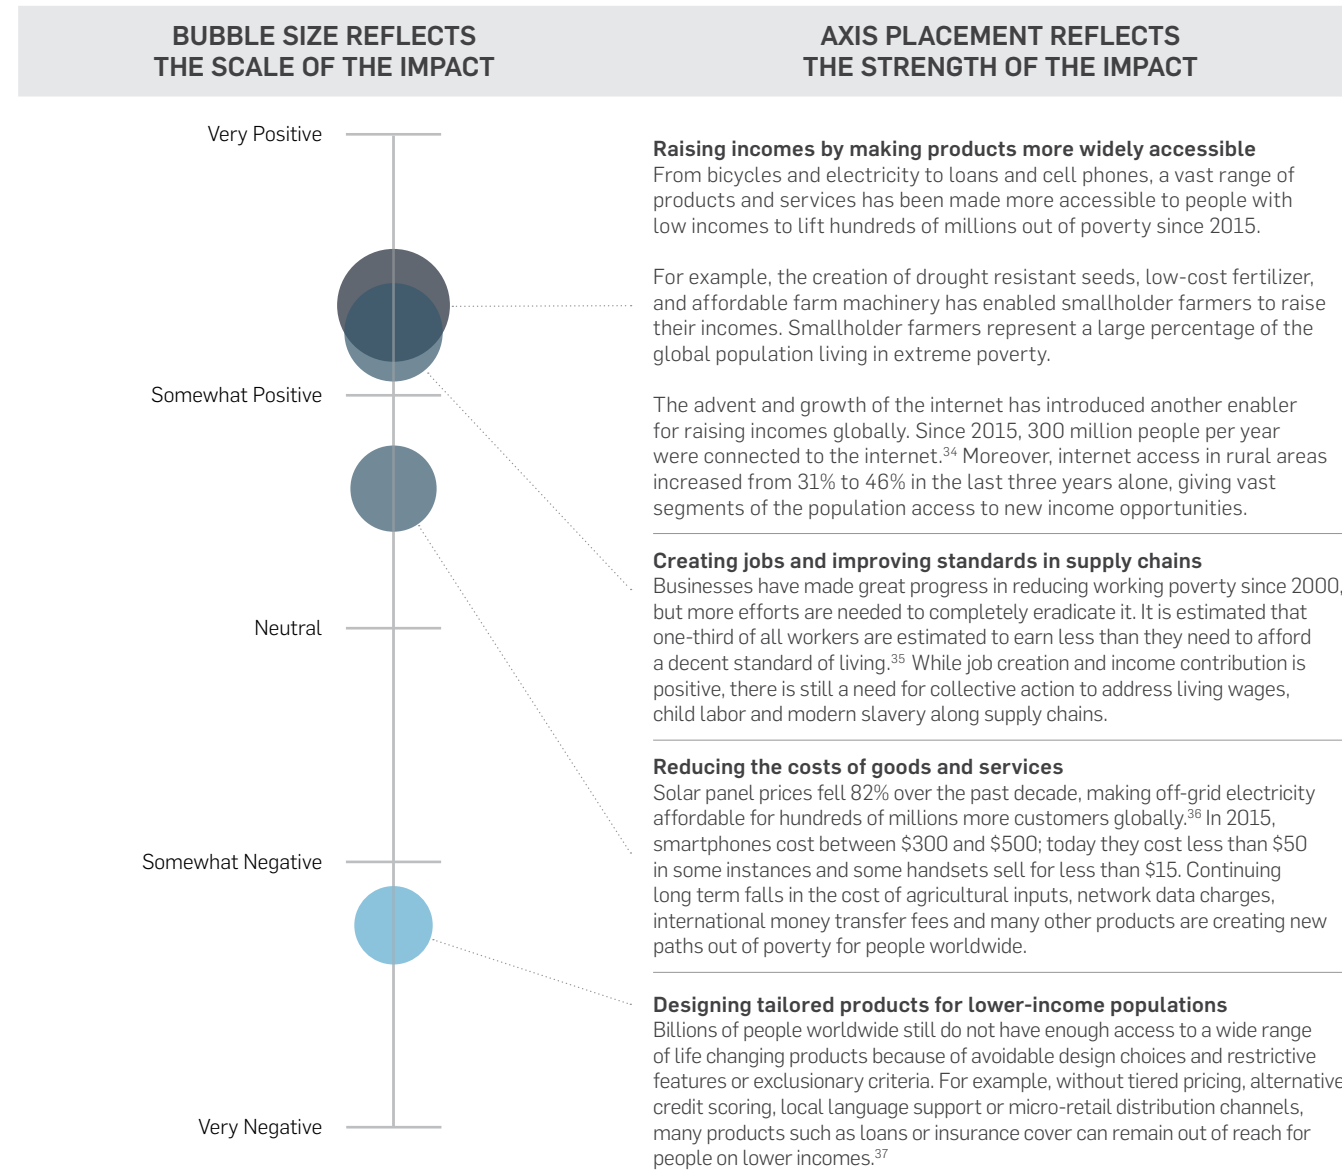 BUBBLE SIZE REFLECTS
THE SCALE OF THE IMPACT
AXIS PLACEMENT REFLECTS
THE STRENGTH OF THE IMPACT
Very Positive
Somewhat Positive
Neutral
Somewhat Negative
Very Negative
Raising incomes by making products more widely accessible
From bicycles and electricity to loans and cell phones, a vast range of
products and services has been made more accessible to people with
low incomes to lift hundreds of millions out of poverty since 2015.
For example, the creation of drought resistant seeds, low-cost fertilizer,
and affordable farm machinery has enabled smallholder farmers to raise
their incomes. Smallholder farmers represent a large percentage of the
global population living in extreme poverty.
The advent and growth of the internet has introduced another enabler
for raising incomes globally. Since 2015, 300 million people per year
were connected to the internet.34 Moreover, internet access in rural areas
increased from 31% to 46% in the last three years alone, giving vast
segments of the population access to new income opportunities.
Creating jobs and improving standards in supply chains
Businesses have made great progress in reducing working poverty since 2000,
but more efforts are needed to completely eradicate it. It is estimated that
one-third of all workers are estimated to earn less than they need to afford
a decent standard of living.35 While job creation and income contribution is
positive, there is still a need for collective action to address living wages,
child labor and modern slavery along supply chains.
Reducing the costs of goods and services
Solar panel prices fell 82% over the past decade, making off-grid electricity
affordable for hundreds of millions more customers globally.36 In 2015,
smartphones cost between $300 and $500; today they cost less than $50
in some instances and some handsets sell for less than $15. Continuing
long term falls in the cost of agricultural inputs, network data charges,
international money transfer fees and many other products are creating new
paths out of poverty for people worldwide.
Designing tailored products for lower-income populations
Billions of people worldwide still do not have enough access to a wide range
of life changing products because of avoidable design choices and restrictive
features or exclusionary criteria. For example, without tiered pricing, alternative
credit scoring, local language support or micro-retail distribution channels,
many products such as loans or insurance cover can remain out of reach for
people on lower incomes.37